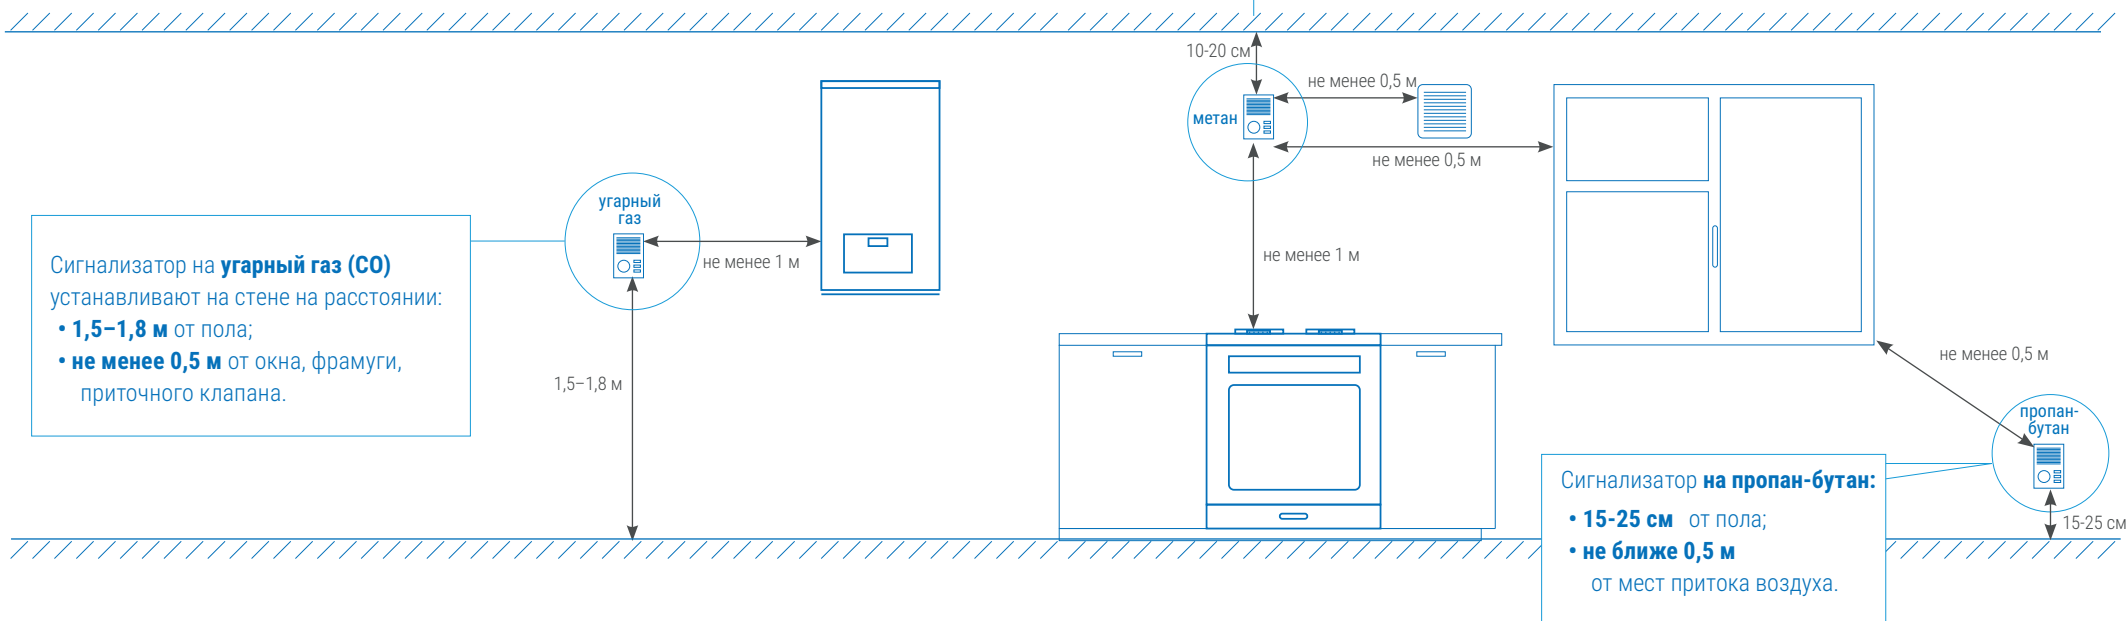 10-20 см
не менее 0,5 м
метан
не менее 0,5 м
угарный
газ
не менее 1 м
не менее 1 м
Сигнализатор на угарный газ (СО)
устанавливают на стене на расстоянии:
• 1,5–1,8 м от пола;
• не менее 0,5 м от окна, фрамуги,
приточного клапана.
1,5–1,8 м
не менее 0,5 м
пропан-
бутан
Сигнализатор на пропан-бутан:
• 15-25 см от пола;
• не ближе 0,5 м
от мест притока воздуха.
15-25 см